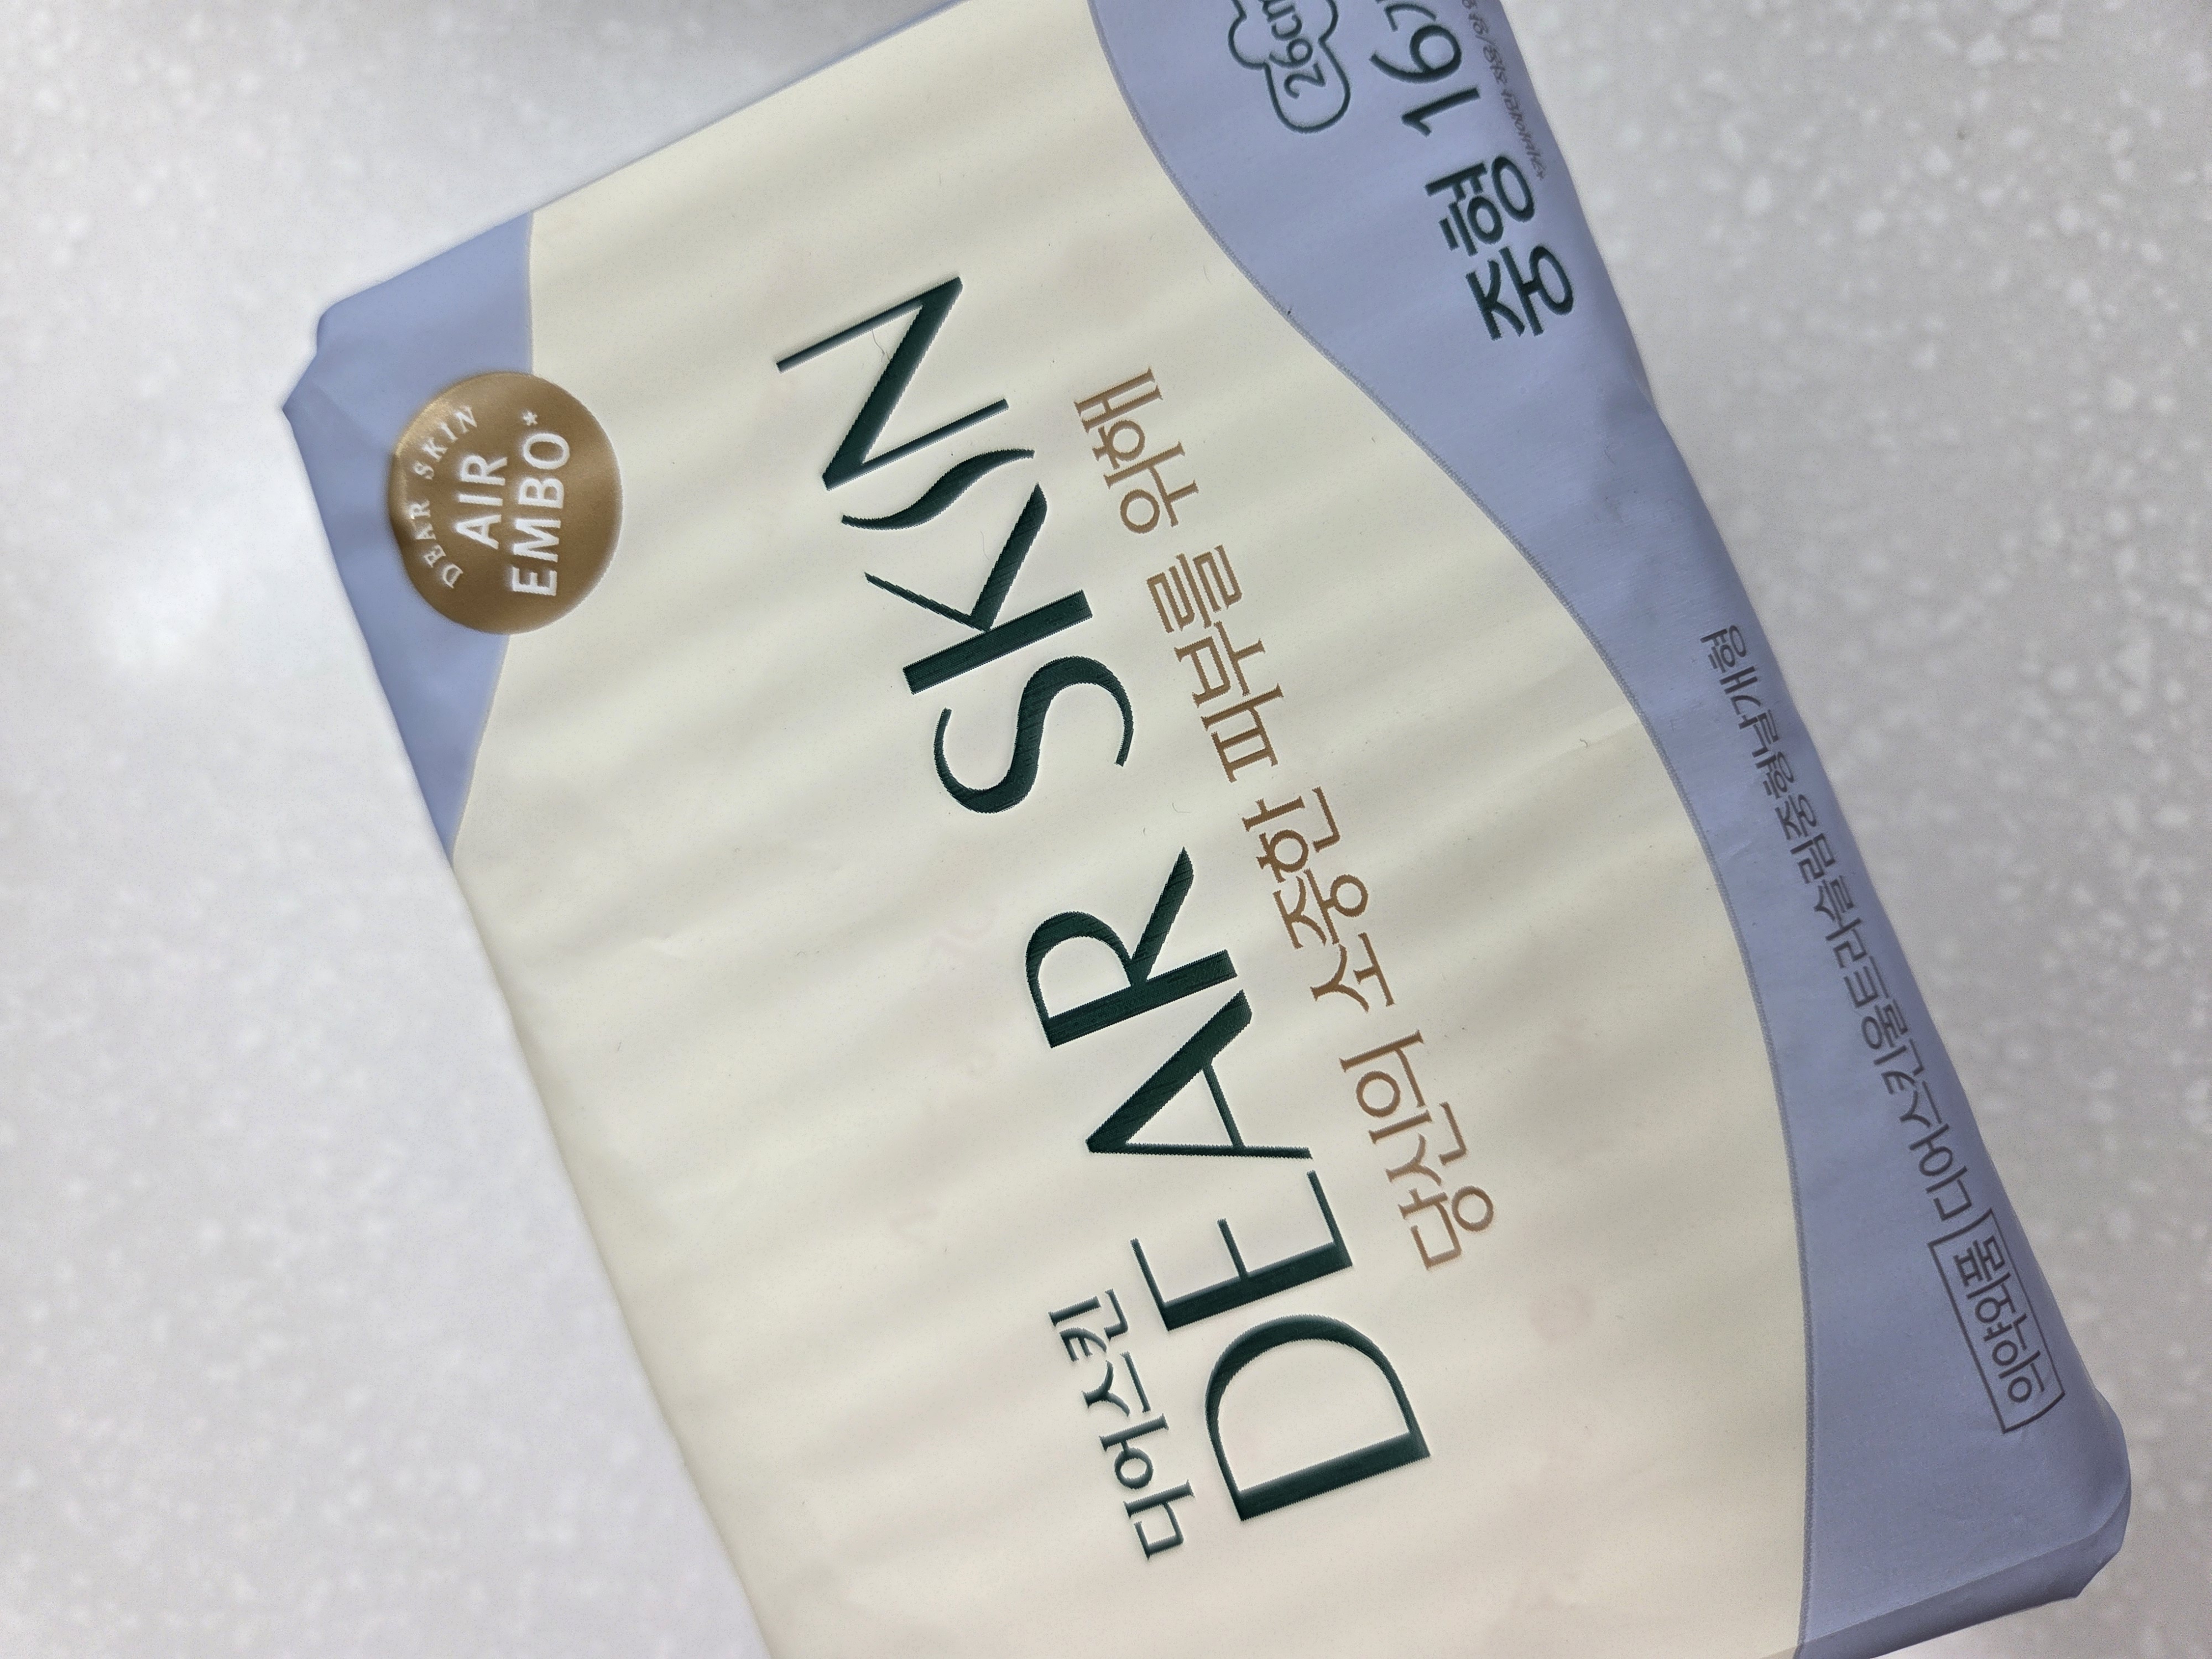 DEAR SKIN
AIR
EMBO*
디어스킨
DEAR SKIN
당신의 소중한 피부를 위해
26cm
중형 16
의약외품 디어스킨울트라슬림중형날개형